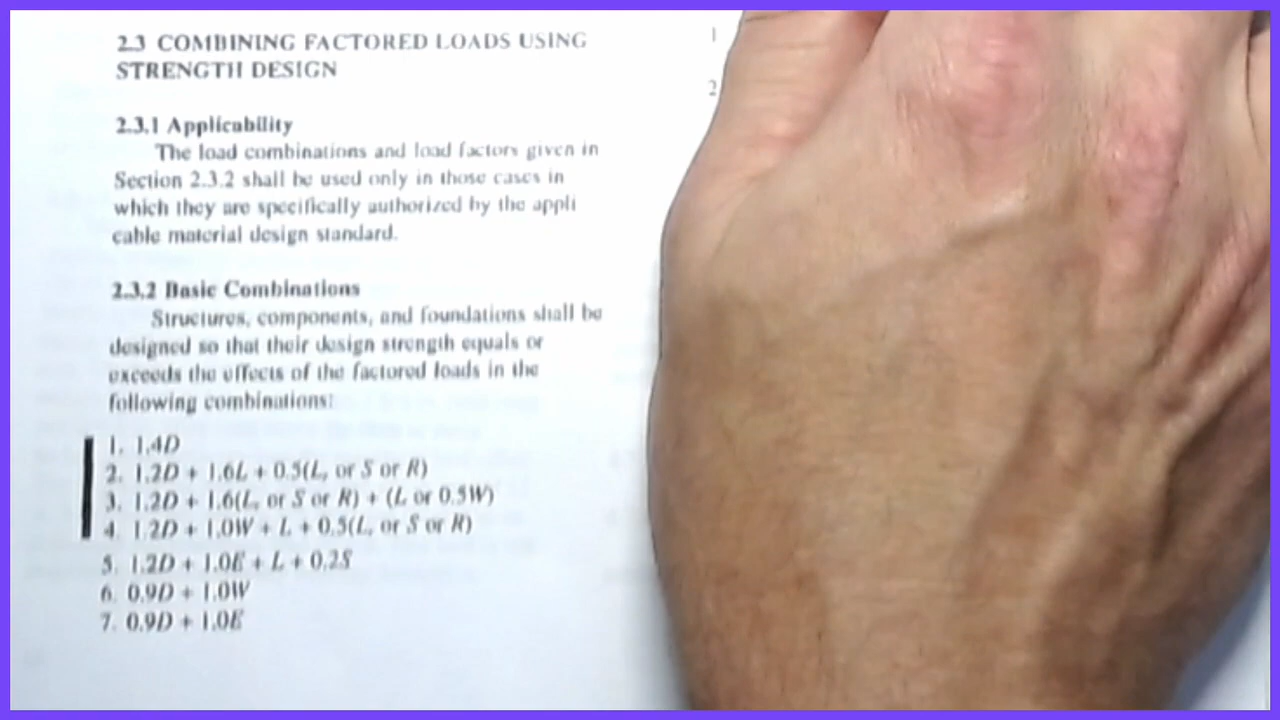 2.3 COMBINING FACTORED LOADS USING
STRENGTH DESIGN
2.3.1 Applicability
The load combinations and load factors given in
Section 2.3.2 shall be used only in those cases in
which they are specifically authorized by the appli
cable material design standard.
2.3.2 Basic Combinations
Structures, components, and foundations shall be
designed so that their design strength equals or
exceeds the effects of the factored loads in the
following combinations:
1. 1.4D
2. 1.2D + 1.6L + 0.5(Lr or S or R)
3. 1.2D + 1.6(Lr or S or R) + (L or 0.5W)
4. 1.2D + 1.0W + L + 0.5(Lr or S or R)
5. 1.2D + 1.0E + L + 0.2S
6. 0.9D + 1.0W
7. 0.9D + 1.0E
1
2